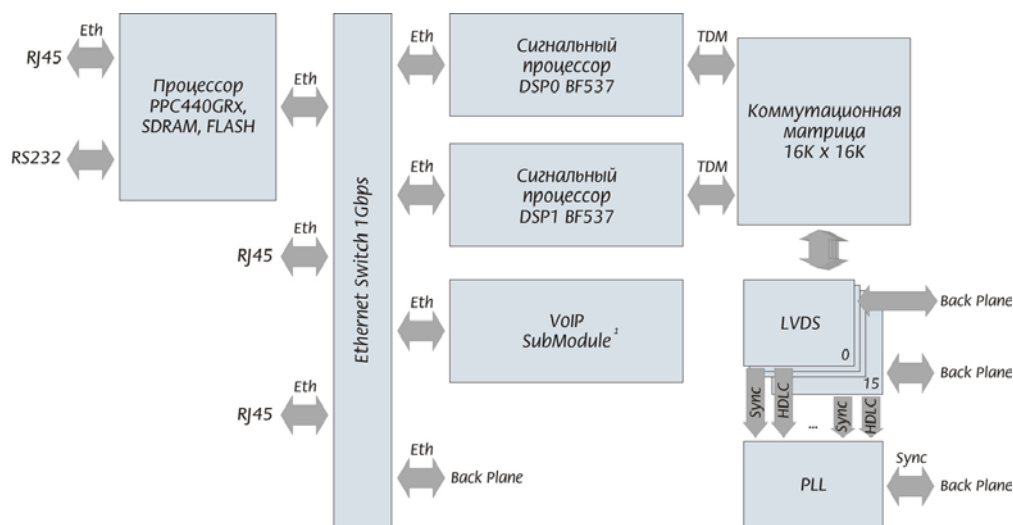 Eth
RJ45
RS232
Процессор
PPC440GRx,
SDRAM, FLASH
Eth
Eth
RJ45
Eth
RJ45
Ethernet Switch 1Gbps
Eth
Сигнальный
процессор
DSP0 BF537
TDM
Eth
Сигнальный
процессор
DSP1 BF537
TDM
Коммутационная
матрица
16K x 16K
Eth
VoIP
SubModule¹
Eth
Back Plane
LVDS
0
15
Back Plane
Back Plane
Sync
HDLC
...
Sync
HDLC
PLL
Sync
Back Plane